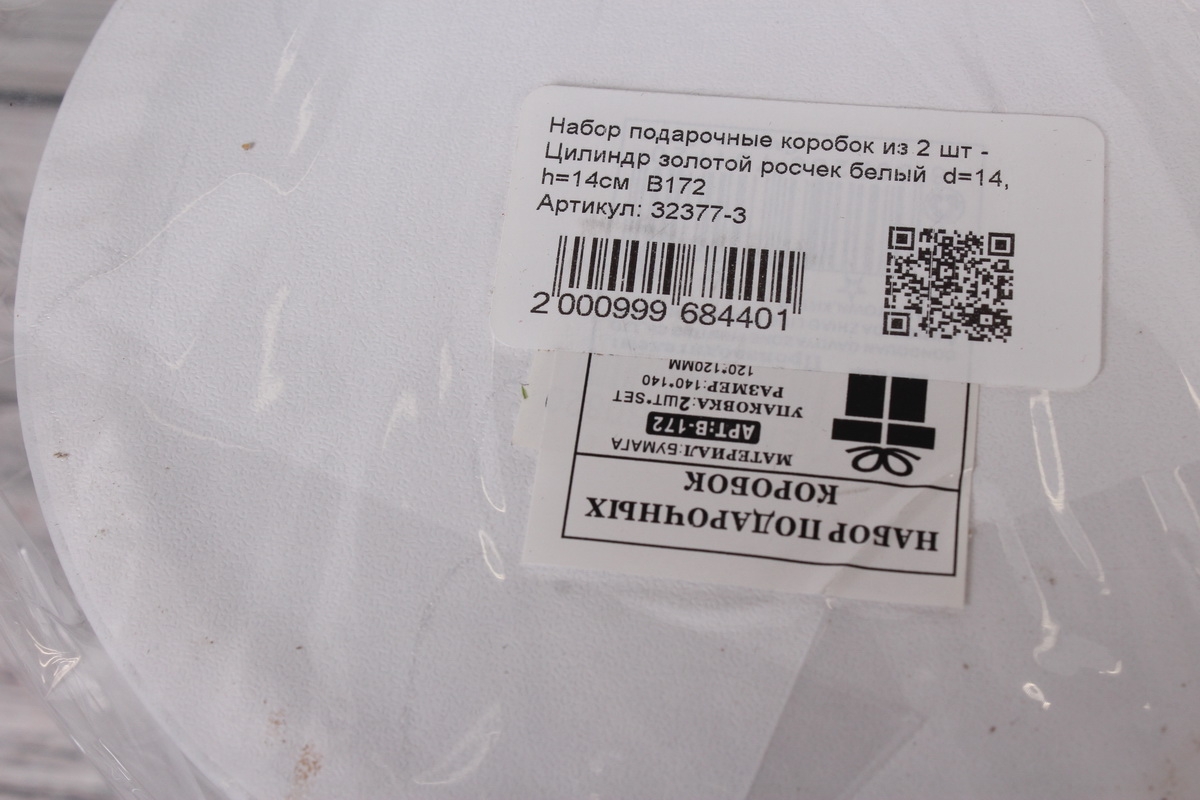 Набор подарочные коробок из 2 шт -
Цилиндр золотой росчек белый d=14,
h=14см B172
Артикул: 32377-3
2 000999 684401
НАБОР ПОДАРОЧНЫХ
КОРОБОК
МАТЕРИАЛ:БУМАГА
АРТ:B-172
УПАКОВКА:2ШТ*SET
РАЗМЕР:140*140
120*120MM